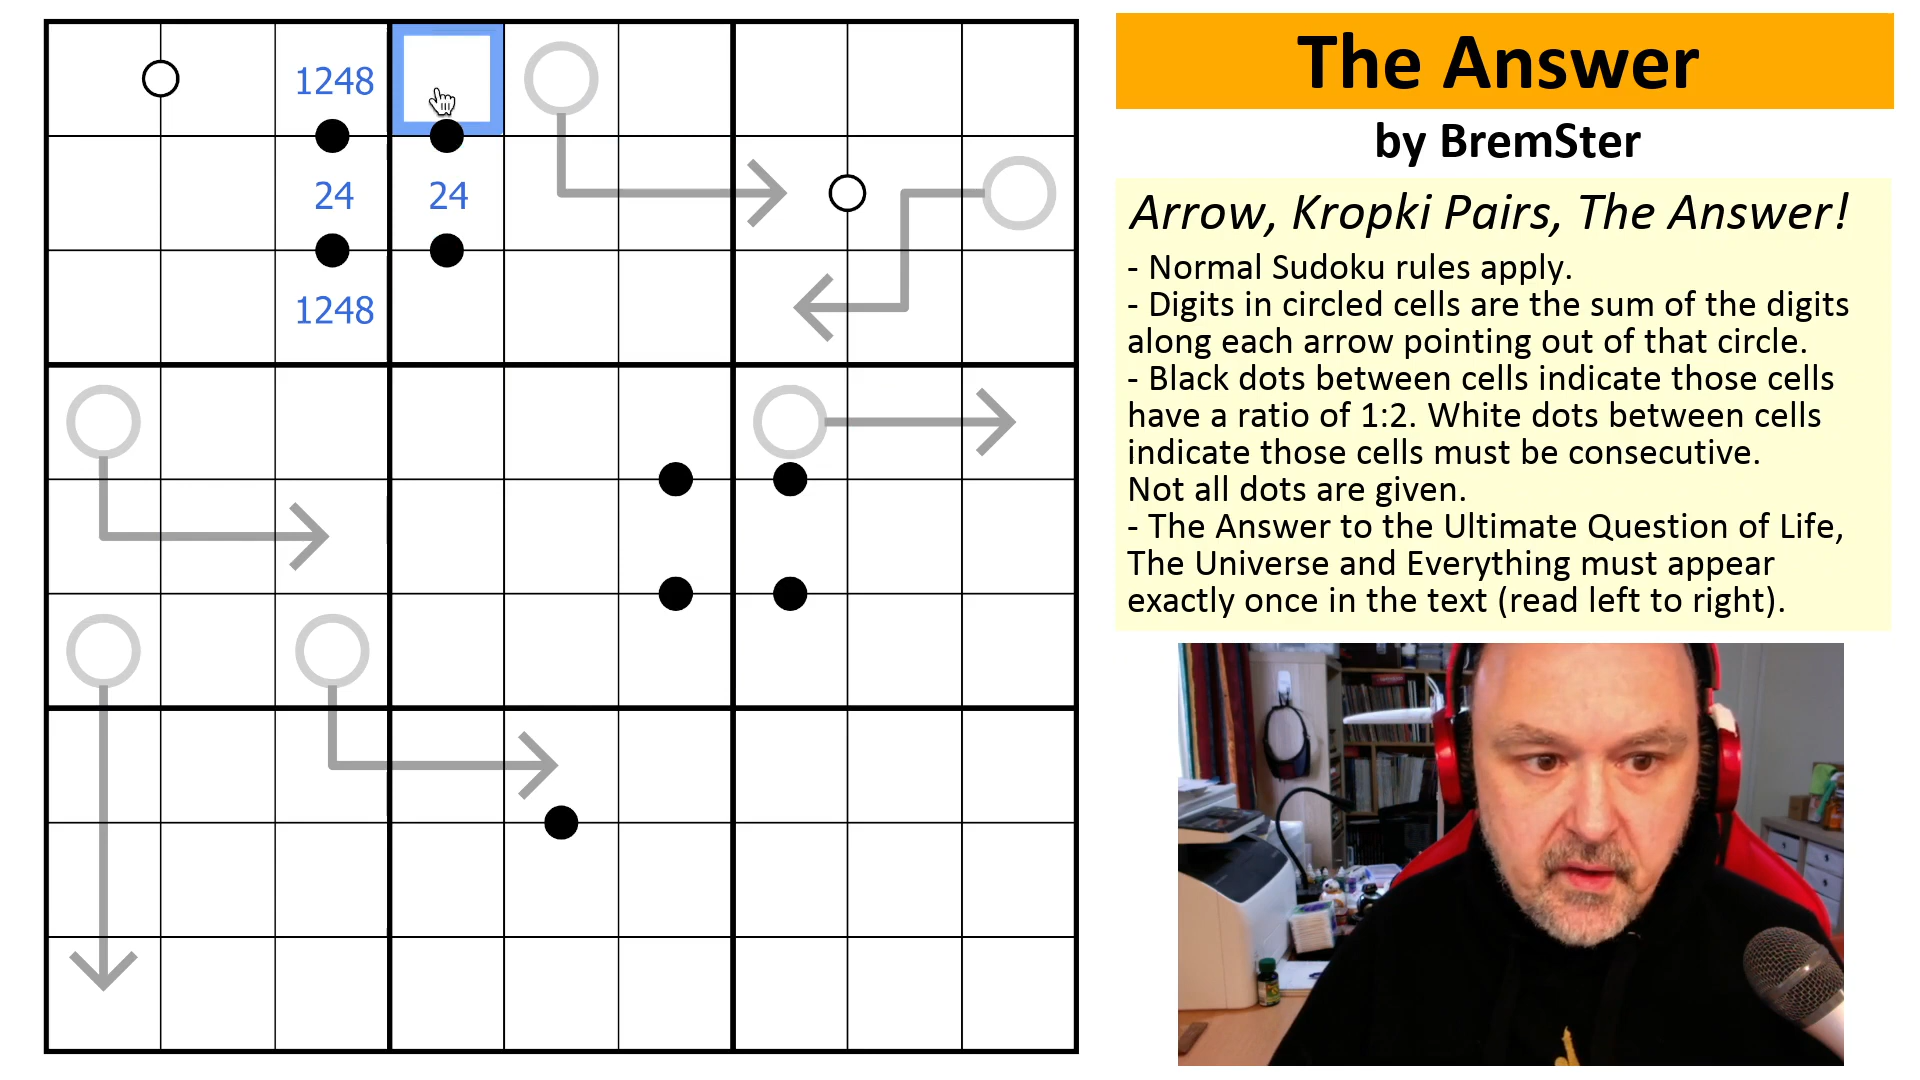 The Answer
by BremSter
Arrow, Kropki Pairs, The Answer!
- Normal Sudoku rules apply.
- Digits in circled cells are the sum of the digits
along each arrow pointing out of that circle.
- Black dots between cells indicate those cells
have a ratio of 1:2. White dots between cells
indicate those cells must be consecutive.
Not all dots are given.
- The Answer to the Ultimate Question of Life,
The Universe and Everything must appear
exactly once in the text (read left to right).
1248
24 24
1248